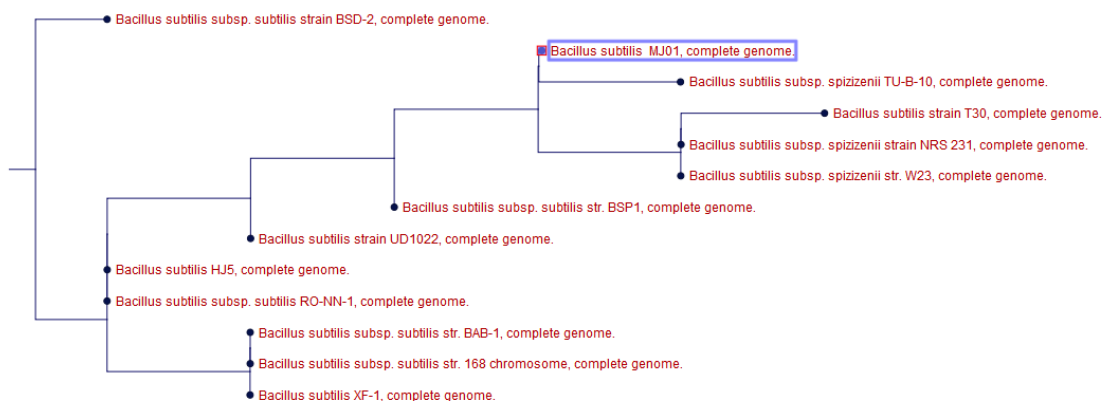 Bacillus subtilis subsp. subtilis strain BSD-2, complete genome.
Bacillus subtilis  MJ01, complete genome.
Bacillus subtilis subsp. spizizenii TU-B-10, complete genome.
Bacillus subtilis strain T30, complete genome.
Bacillus subtilis subsp. spizizenii strain NRS 231, complete genome.
Bacillus subtilis subsp. spizizenii str. W23, complete genome.
Bacillus subtilis subsp. subtilis str. BSP1, complete genome.
Bacillus subtilis strain UD1022, complete genome.
Bacillus subtilis HJ5, complete genome.
Bacillus subtilis subsp. subtilis RO-NN-1, complete genome.
Bacillus subtilis subsp. subtilis str. BAB-1, complete genome.
Bacillus subtilis subsp. subtilis str. 168 chromosome, complete genome.
Bacillus subtilis XF-1, complete genome.